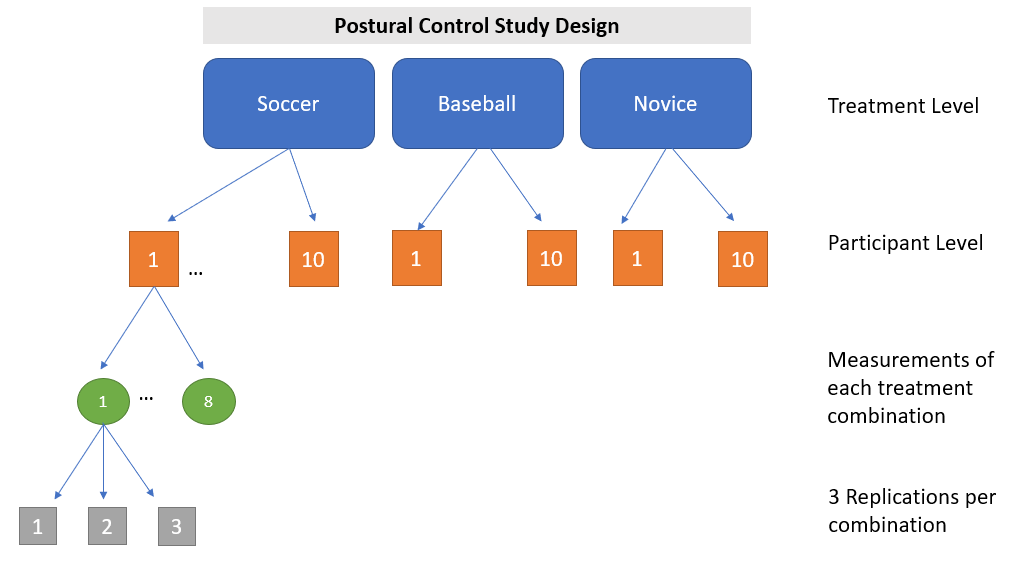 Postural Control Study Design
Soccer
Baseball
Novice
Treatment Level
1
...
10
1
10
1
10
Participant Level
1
...
8
Measurements of
each treatment
combination
1
2
3
3 Replications per
combination